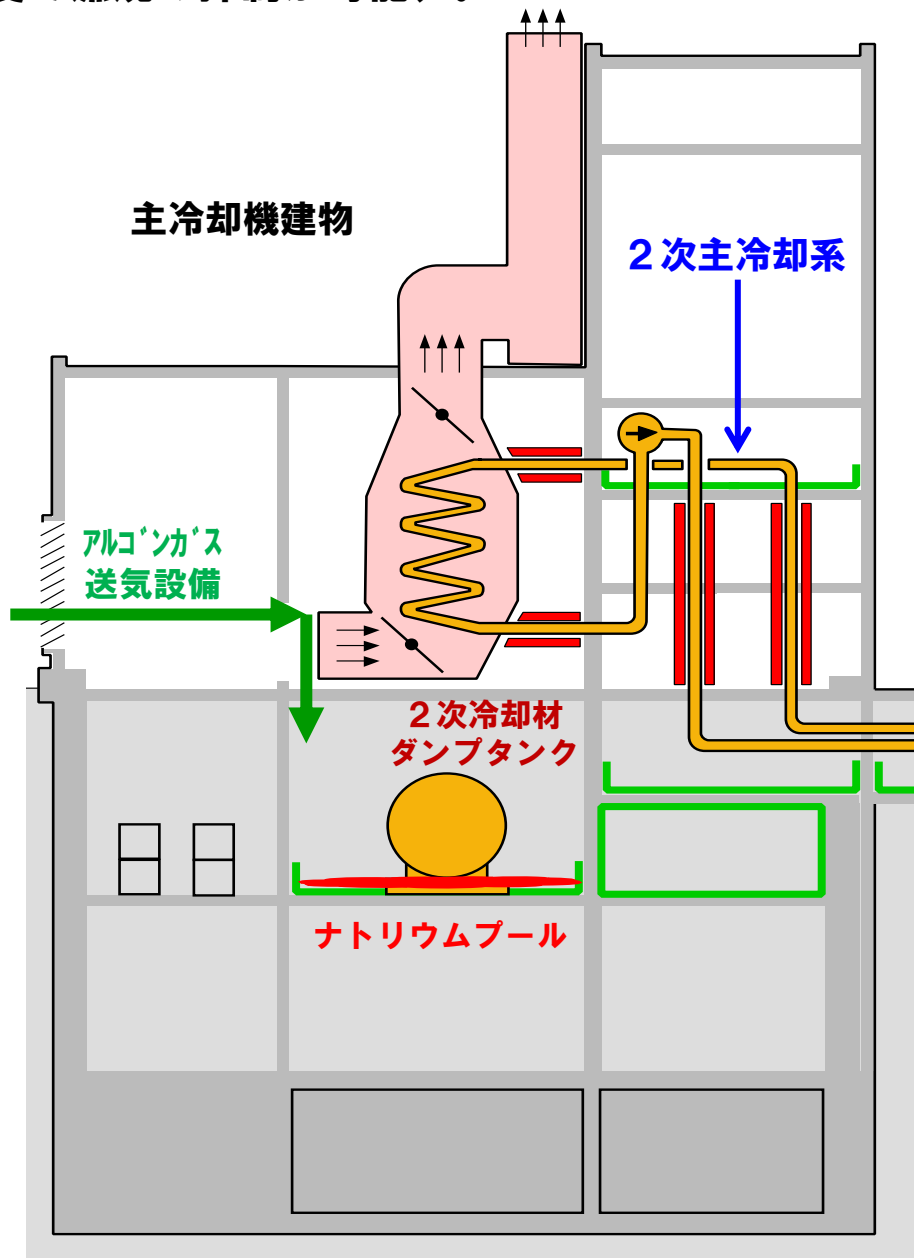 主冷却機建物
２次主冷却系
ｱﾙｺﾞﾝｶﾞｽ
送気設備
２次冷却材
ダンプタンク
ナトリウムプール